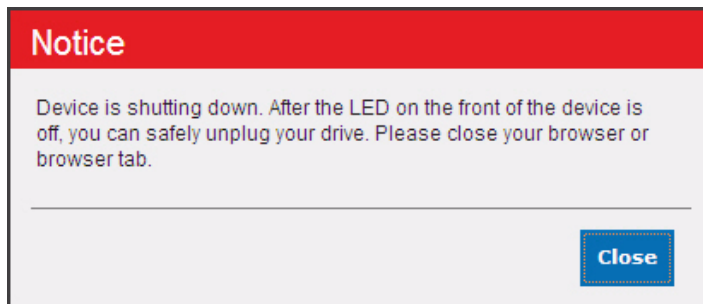 Notice
Device is shutting down. After the LED on the front of the device is
off, you can safely unplug your drive. Please close your browser or
browser tab.
Close